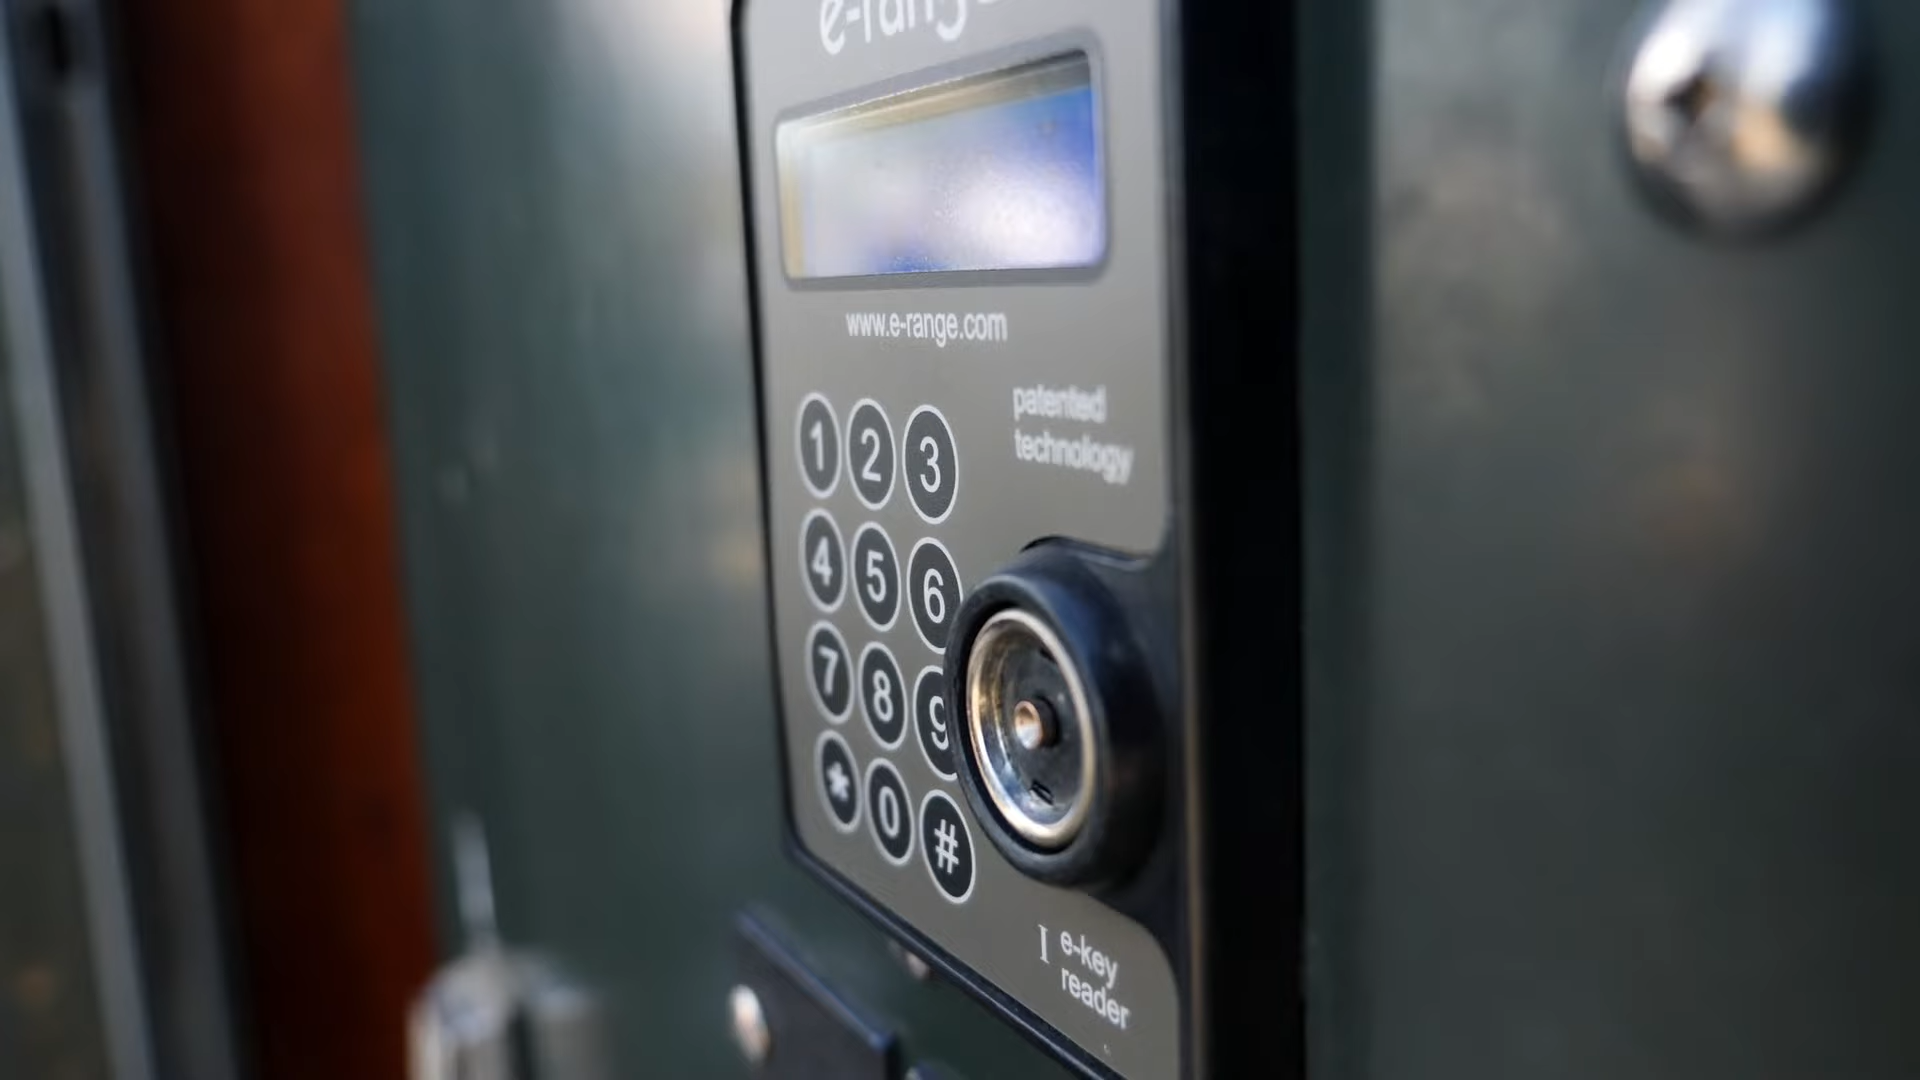 e-range
www.e-range.com
patented
technology
1 2 3
4 5 6
7 8 9
* 0 #
I e-key
reader